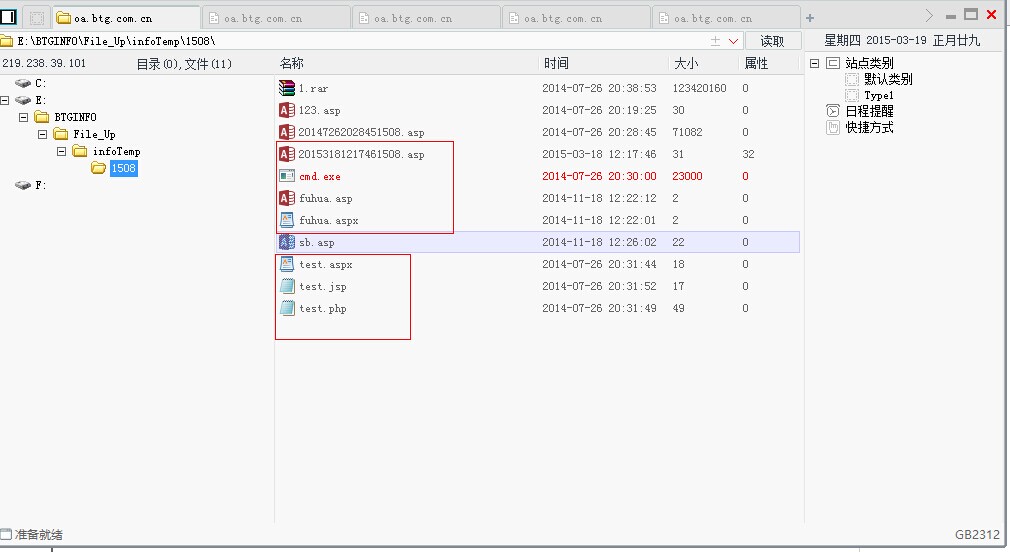 oa.btg.com.cn oa.btg.com.cn oa.btg.com.cn oa.btg.com.cn oa.btg.com.cn
E:\BTGINFO\File_Up\infoTemp\1508\ 读取 星期四 2015-03-19 正月廿九
219.238.39.101 目录(0),文件(11) 名称 时间 大小 属性 站点类别
C: 1.rar 2014-07-26 20:38:53 123420160 0 默认类别
E: 123.asp 2014-07-26 20:19:25 30 0 Type1
BTGINFO 20147262028451508.asp 2014-07-26 20:28:45 71082 0 日程提醒
File_Up 20153181217461508.asp 2015-03-18 12:17:46 31 32 快捷方式
infoTemp cmd.exe 2014-07-26 20:30:00 23000 0
1508 fuhua.asp 2014-11-18 12:22:12 2 0
F: fuhua.aspx 2014-11-18 12:22:01 2 0
sb.asp 2014-11-18 12:26:02 22 0
test.aspx 2014-07-26 20:31:44 18 0
test.jsp 2014-07-26 20:31:52 17 0
test.php 2014-07-26 20:31:49 49 0
准备就绪 GB2312